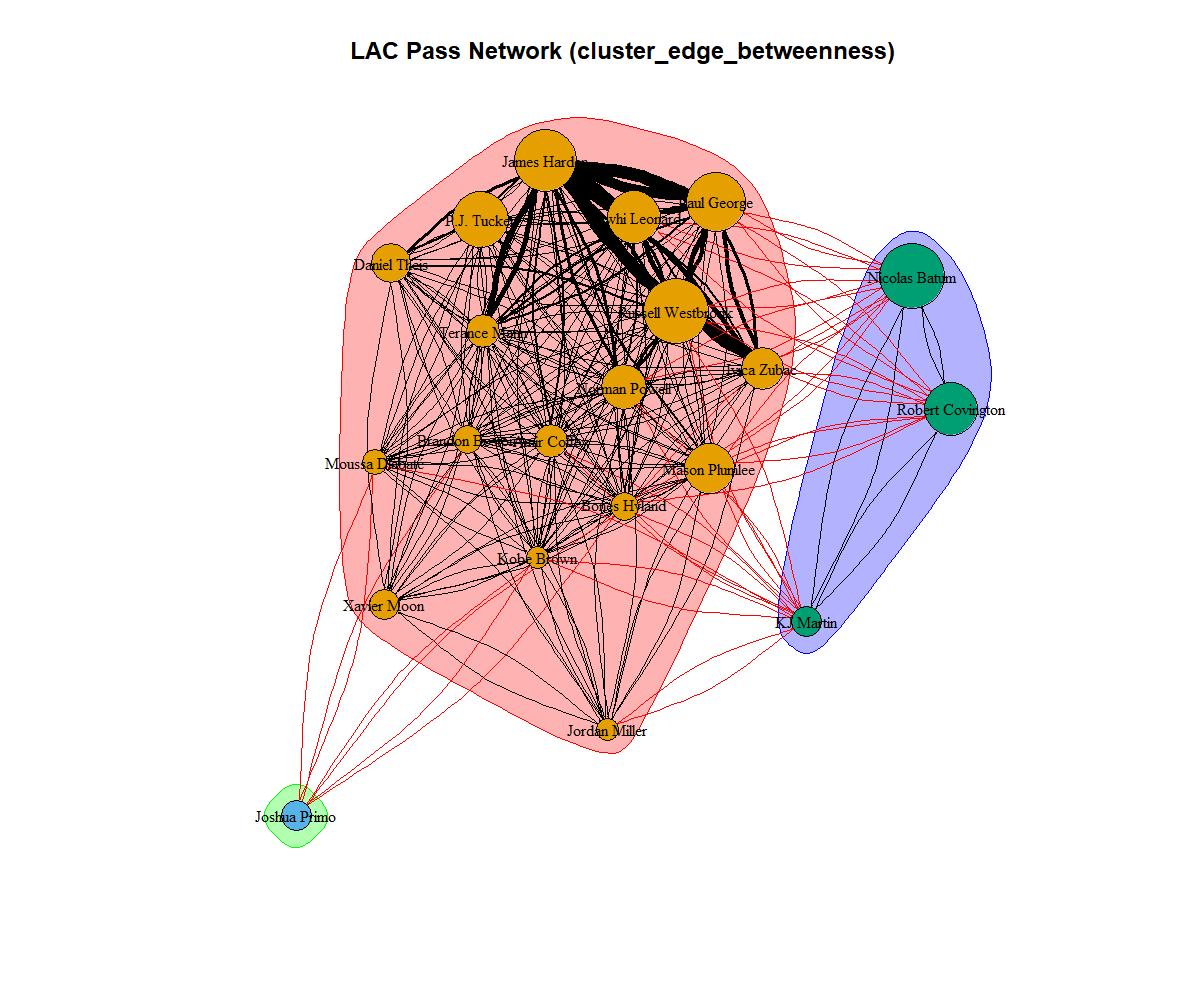 LAC Pass Network (cluster_edge_betweenness)
James Harden
Paul George
P.J. Tucker
Kawhi Leonard
Daniel Theis
Nicolas Batum
Russell Westbrook
Terance Mann
Ivica Zubac
Norman Powell
Robert Covington
Brandon Boston
Amir Coffey
Moussa Diabate
Mason Plumlee
Bones Hyland
Kobe Brown
Xavier Moon
KJ Martin
Jordan Miller
Joshua Primo